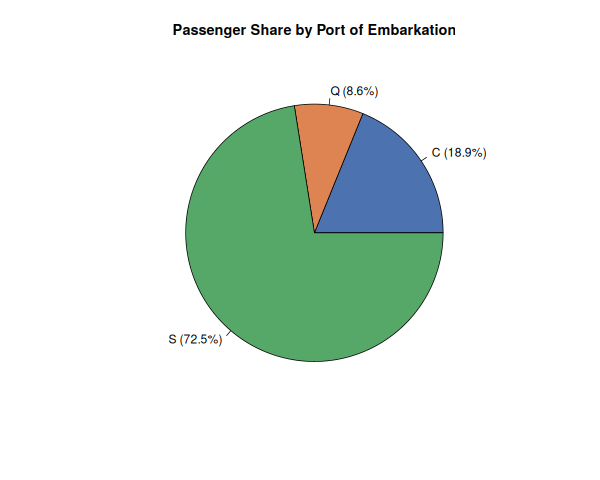 Passenger Share by Port of Embarkation
Q (8.6%)
C (18.9%)
S (72.5%)